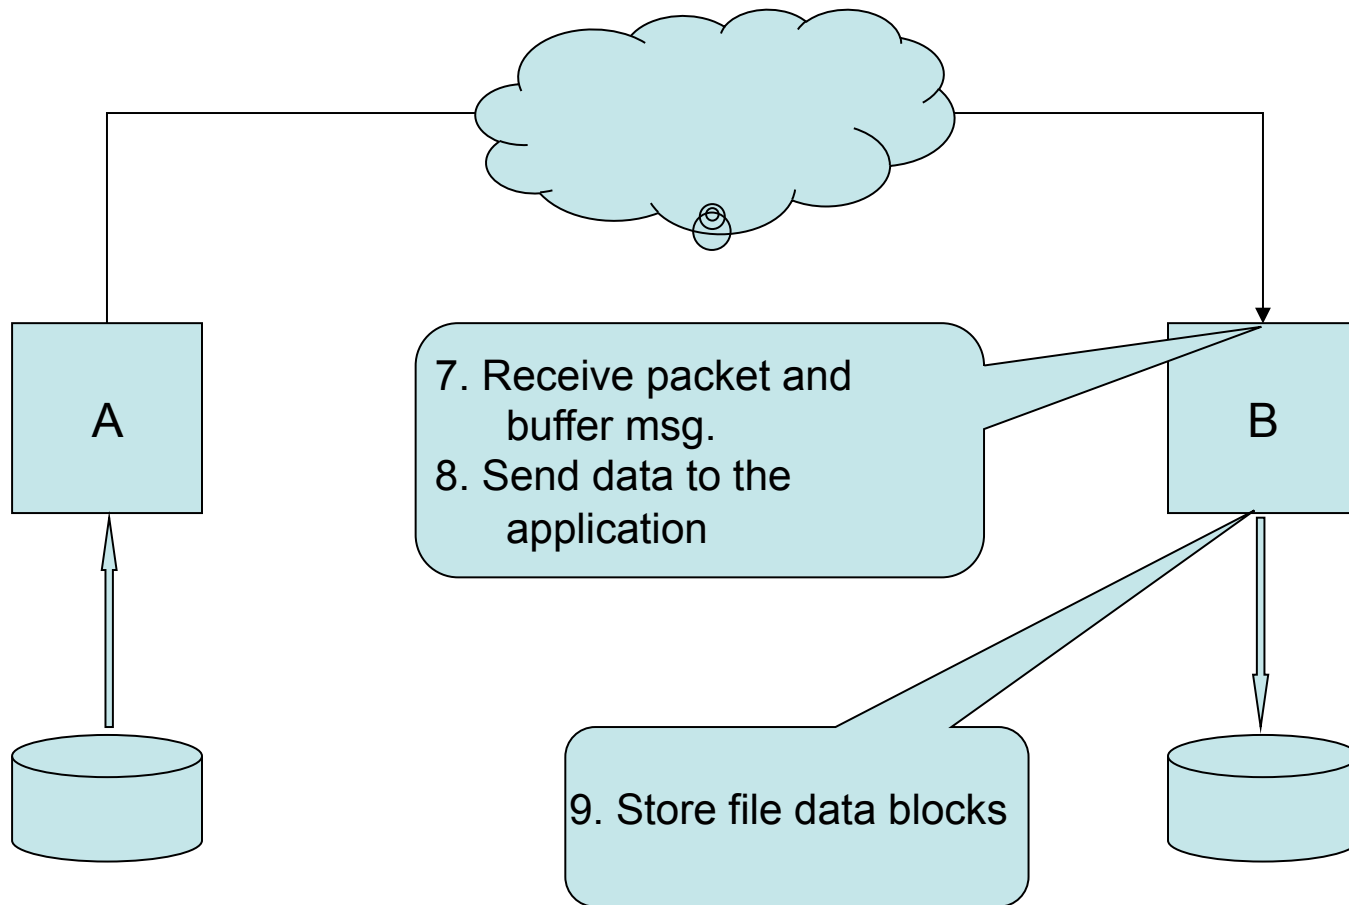 A
7. Receive packet and
buffer msg.
8. Send data to the
application
B
9. Store file data blocks